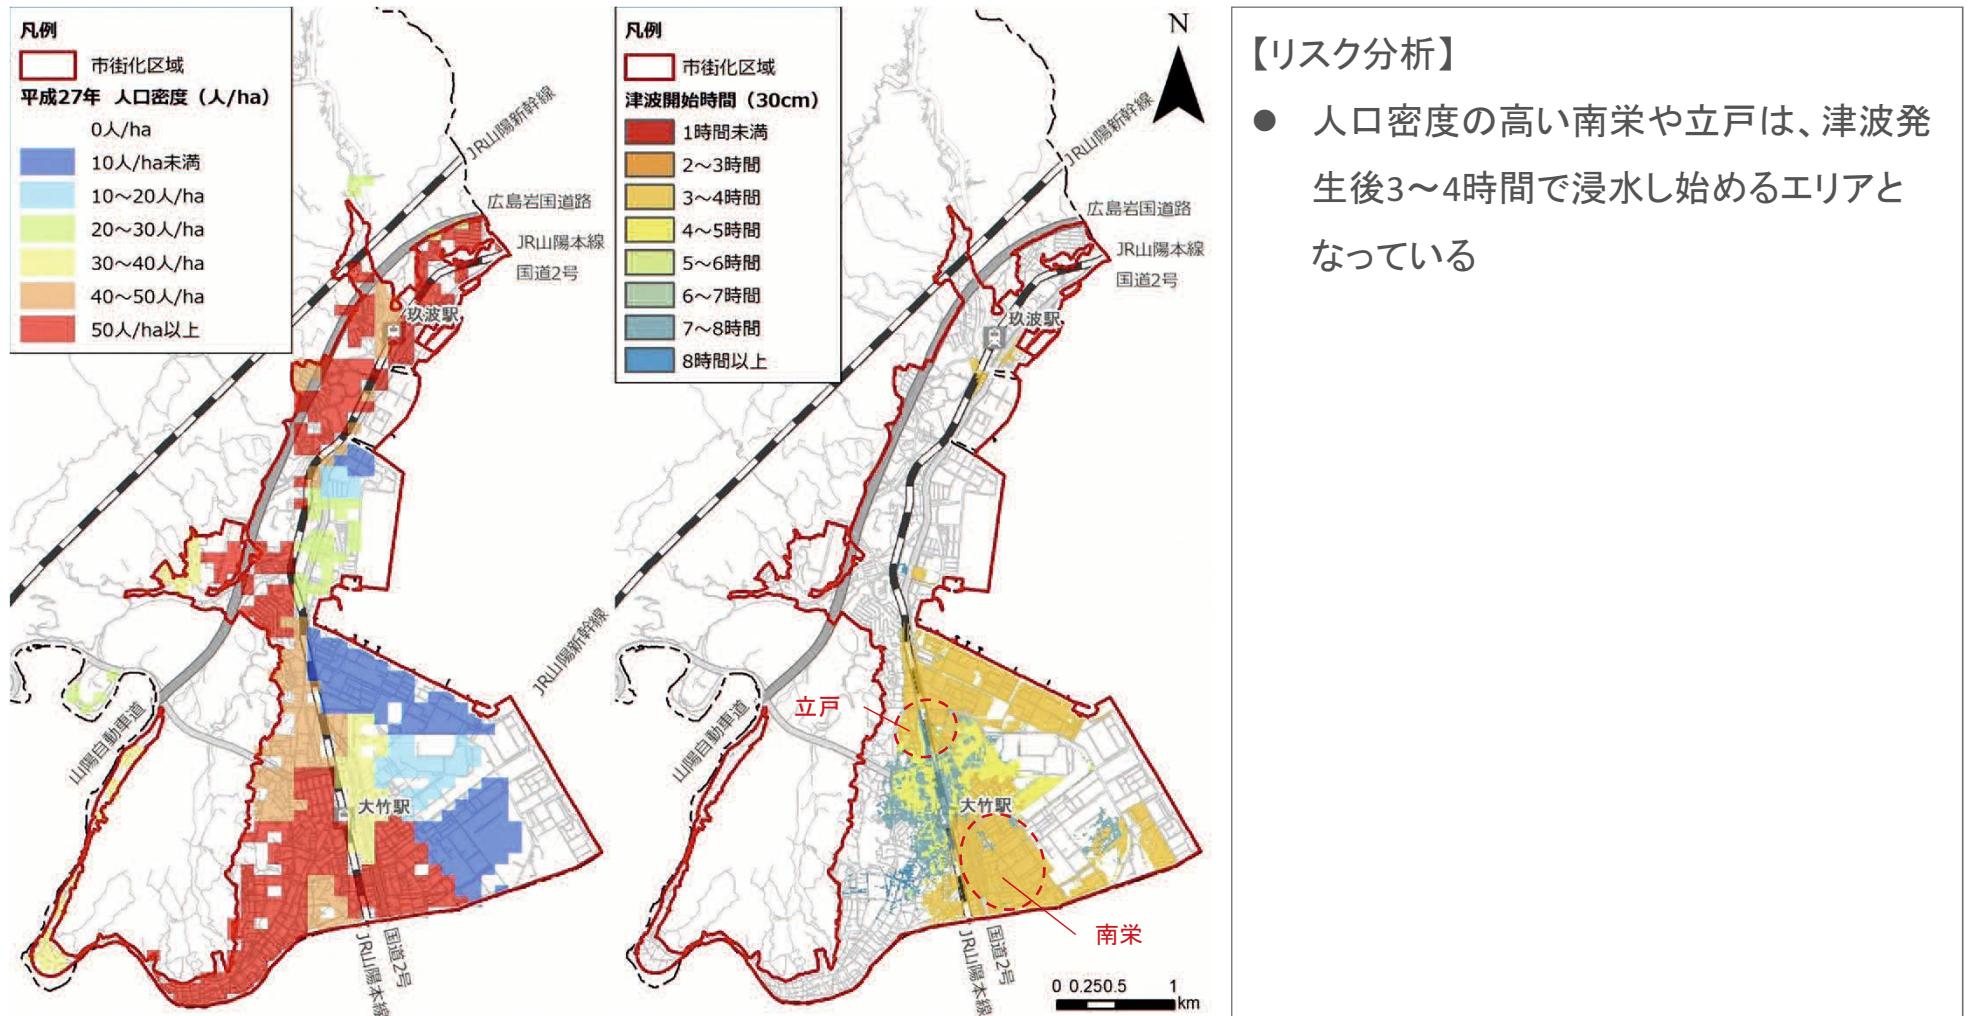 凡例
市街化区域
平成27年 人口密度（人/ha）
0人/ha
10人/ha未満
10～20人/ha
20～30人/ha
30～40人/ha
40～50人/ha
50人/ha以上
JR山陽新幹線
広島岩国道路
JR山陽本線
国道2号
玖波駅
JR山陽新幹線
山陽自動車道
大竹駅
国道2号
JR山陽本線
凡例
市街化区域
津波開始時間（30cm）
1時間未満
2～3時間
3～4時間
4～5時間
5～6時間
6～7時間
7～8時間
8時間以上
N
JR山陽新幹線
広島岩国道路
JR山陽本線
国道2号
玖波駅
立戸
山陽自動車道
大竹駅
南栄
国道2号
JR山陽本線
0 0.25 0.5 1
km
【リスク分析】
● 人口密度の高い南栄や立戸は、津波発
生後3～4時間で浸水し始めるエリアと
なっている